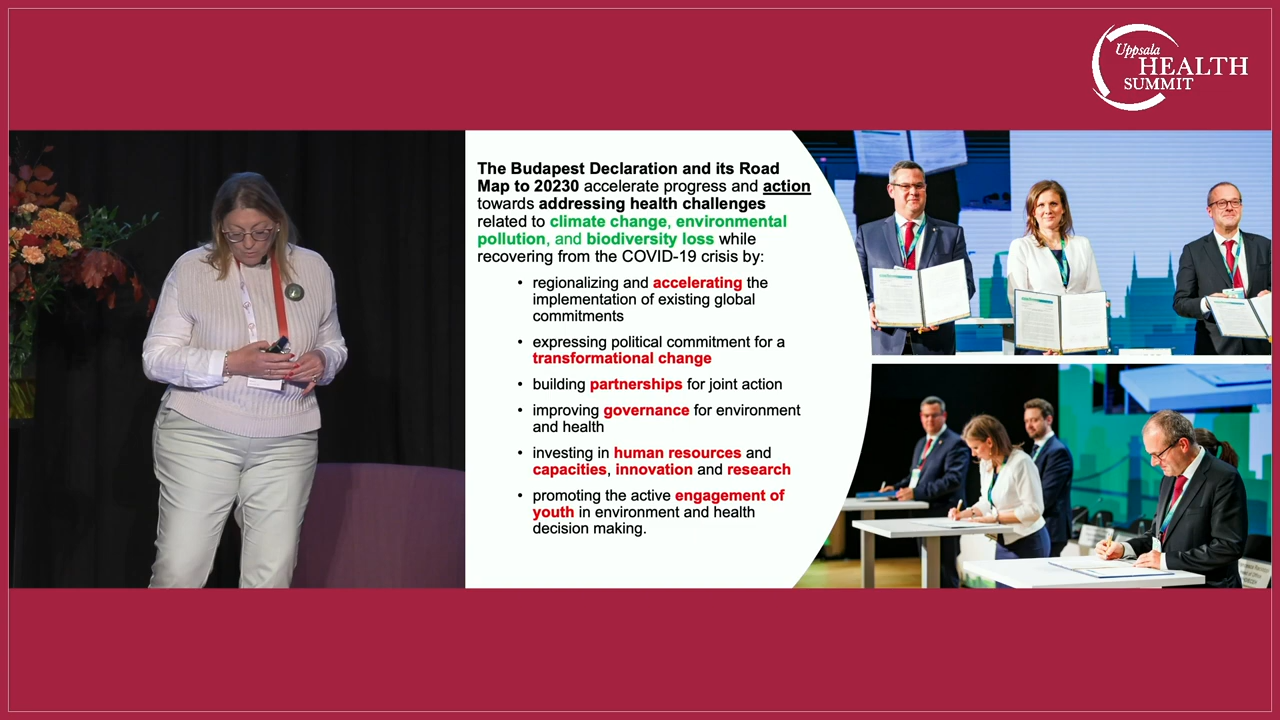 Uppsala
HEALTH
SUMMIT
The Budapest Declaration and its Road
Map to 20230 accelerate progress and action
towards addressing health challenges
related to climate change, environmental
pollution, and biodiversity loss while
recovering from the COVID-19 crisis by:
• regionalizing and accelerating the
implementation of existing global
commitments
• expressing political commitment for a
transformational change
• building partnerships for joint action
• improving governance for environment
and health
• investing in human resources and
capacities, innovation and research
• promoting the active engagement of
youth in environment and health
decision making.